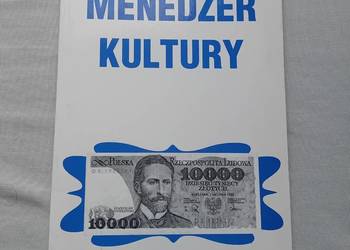 MENEDŻER
KULTURY
POLSKA
RZECZPOSPOLITA LUDOWA
10000
DZIESIĘĆ TYSIĘCY
ZŁOTYCH
10000